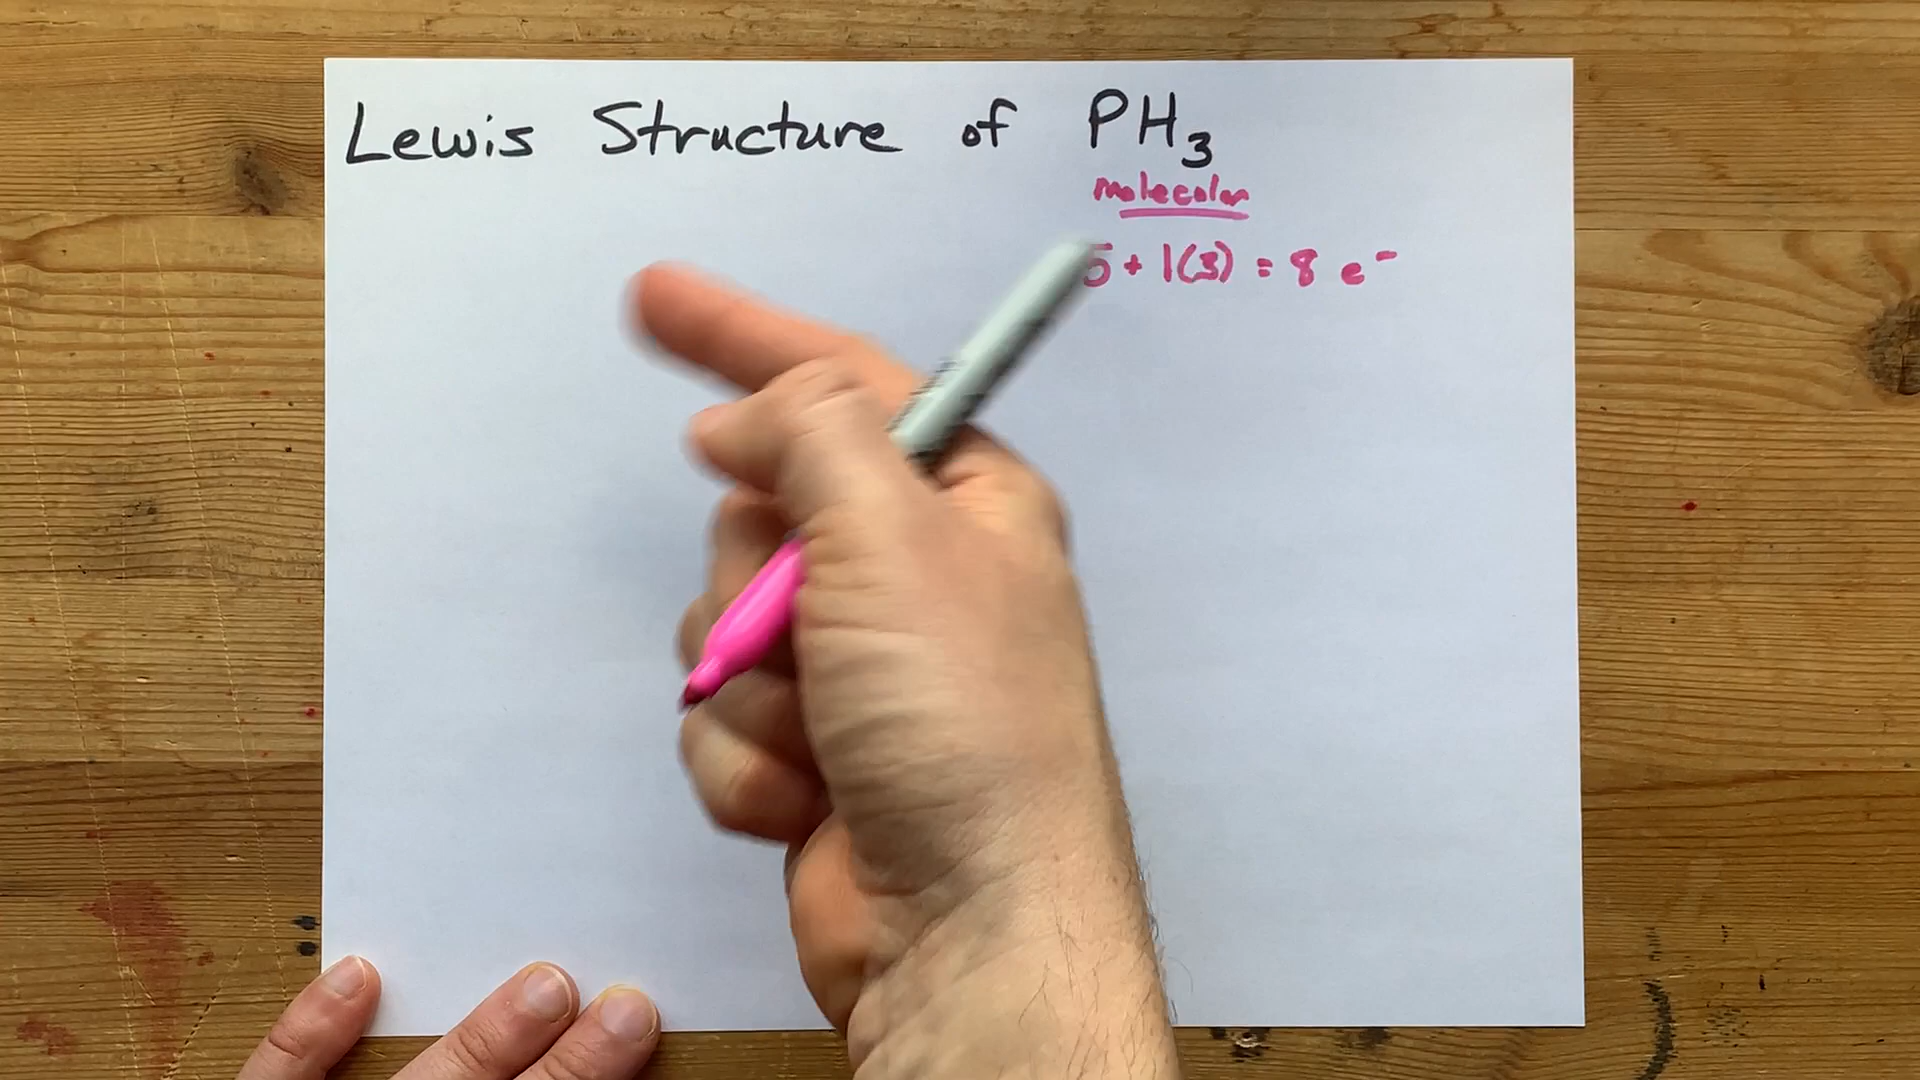 Lewis Structure of PH₃
molecular
5 + 1(3) = 8 e⁻